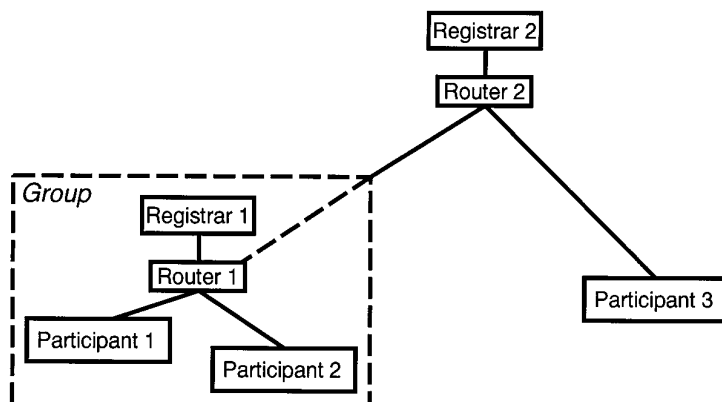 Registrar 2
Router 2
Group
Registrar 1
Router 1
Participant 1
Participant 2
Participant 3